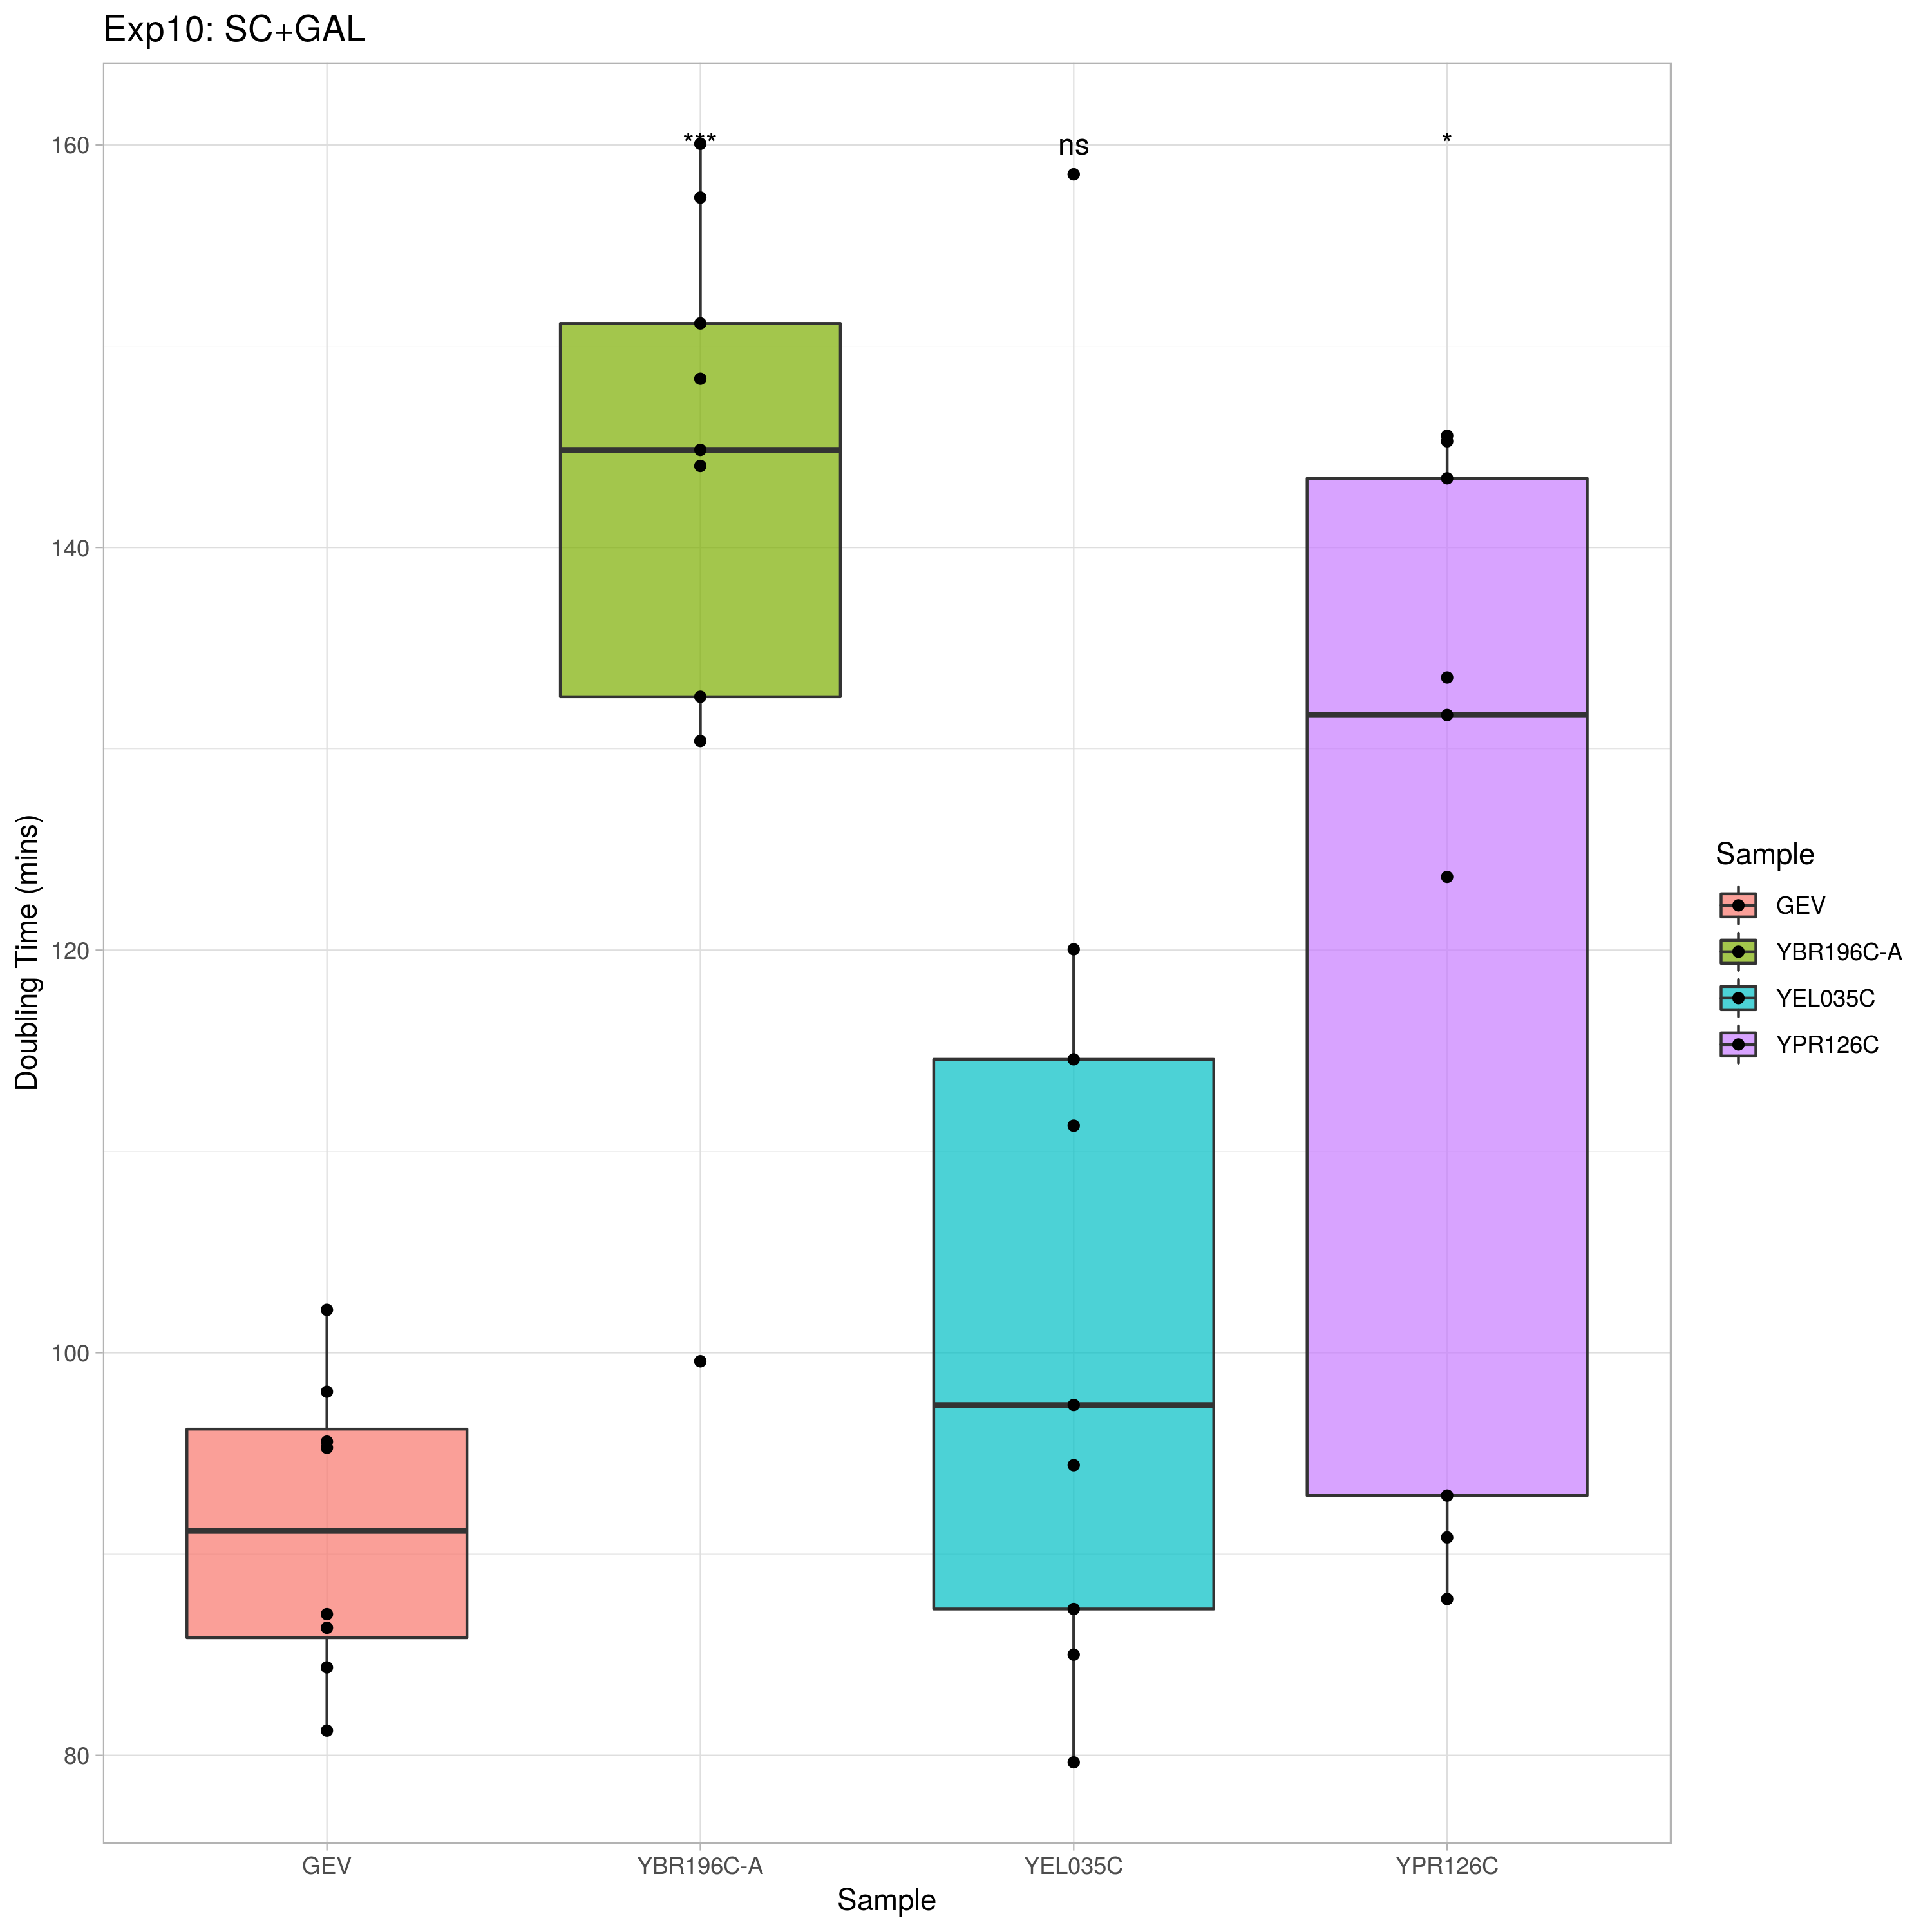 Exp10: SC+GAL
***
ns
*
160
140
120
100
80
Doubling Time (mins)
GEV
YBR196C-A
YEL035C
YPR126C
Sample
Sample
GEV
YBR196C-A
YEL035C
YPR126C